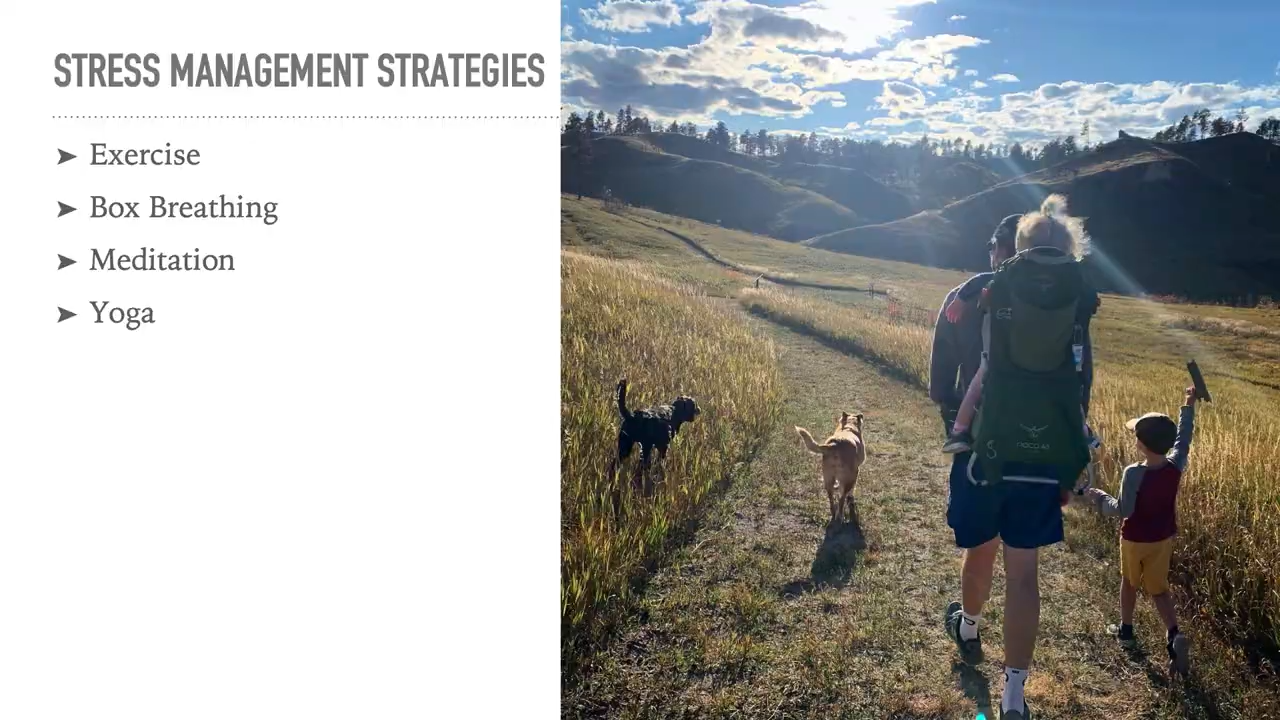 STRESS MANAGEMENT STRATEGIES
➤ Exercise
➤ Box Breathing
➤ Meditation
➤ Yoga